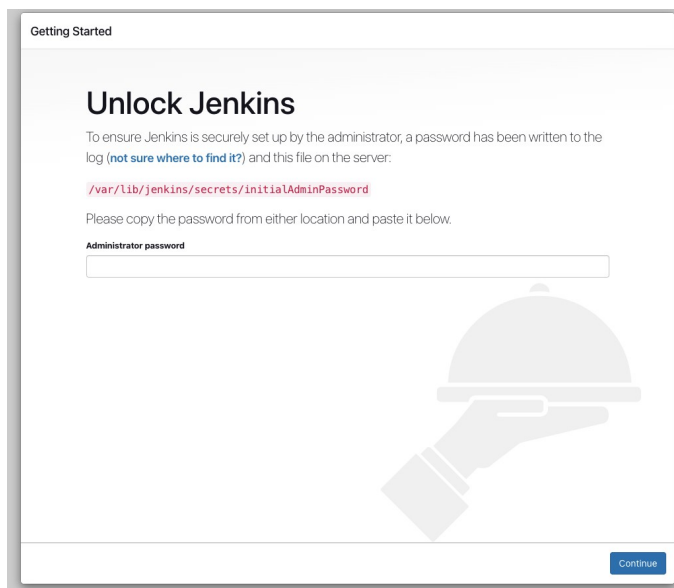 Getting Started
Unlock Jenkins
To ensure Jenkins is securely set up by the administrator, a password has been written to the
log (not sure where to find it?) and this file on the server:
/var/lib/jenkins/secrets/initialAdminPassword
Please copy the password from either location and paste it below.
Administrator password
Continue